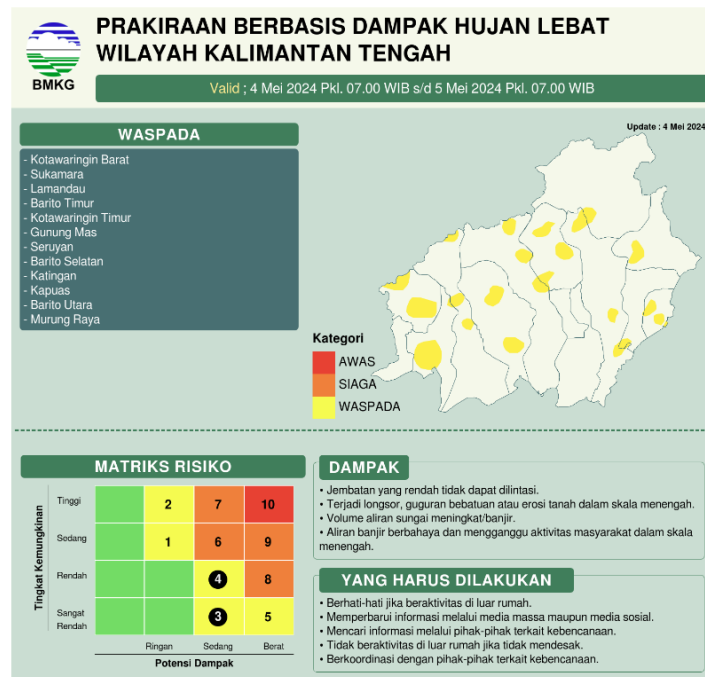 PRAKIRAAN BERBASIS DAMPAK HUJAN LEBAT
WILAYAH KALIMANTAN TENGAH
BMKG
Valid ; 4 Mei 2024 Pkl. 07.00 WIB s/d 5 Mei 2024 Pkl. 07.00 WIB
Update : 4 Mei 2024
WASPADA
- Kotawaringin Barat
- Sukamara
- Lamandau
- Barito Timur
- Kotawaringin Timur
- Gunung Mas
- Seruyan
- Barito Selatan
- Katingan
- Kapuas
- Barito Utara
- Murung Raya
Kategori
AWAS
SIAGA
WASPADA
MATRIKS RISIKO
Tingkat Kemungkinan
Tinggi
2 7 10
Sedang
1 6 9
Rendah
4 8
Sangat
Rendah
3 5
Ringan Sedang Berat
Potensi Dampak
DAMPAK
• Jembatan yang rendah tidak dapat dilintasi.
• Terjadi longsor, guguran bebatuan atau erosi tanah dalam skala menengah.
• Volume aliran sungai meningkat/banjir.
• Aliran banjir berbahaya dan mengganggu aktivitas masyarakat dalam skala
menengah.
YANG HARUS DILAKUKAN
• Berhati-hati jika beraktivitas di luar rumah.
• Memperbarui informasi melalui media massa maupun media sosial.
• Mencari informasi melalui pihak-pihak terkait kebencanaan.
• Tidak beraktivitas di luar rumah jika tidak mendesak.
• Berkoordinasi dengan pihak-pihak terkait kebencanaan.